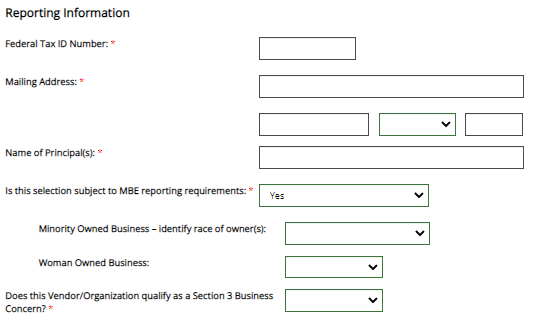 Reporting Information
Federal Tax ID Number: *
Mailing Address: *
Name of Principal(s): *
Is this selection subject to MBE reporting requirements: * Yes
Minority Owned Business – identify race of owner(s):
Woman Owned Business:
Does this Vendor/Organization qualify as a Section 3 Business
Concern? *